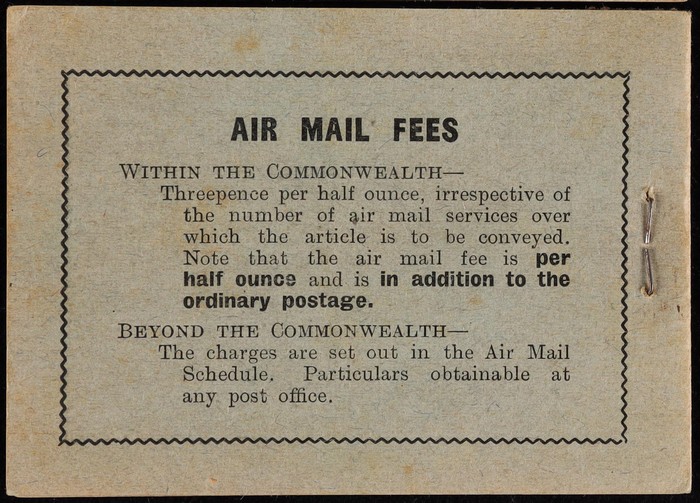 AIR MAIL FEES
WITHIN THE COMMONWEALTH—
Threepence per half ounce, irrespective of
the number of air mail services over
which the article is to be conveyed.
Note that the air mail fee is per
half ounce and is in addition to the
ordinary postage.
BEYOND THE COMMONWEALTH—
The charges are set out in the Air Mail
Schedule. Particulars obtainable at
any post office.